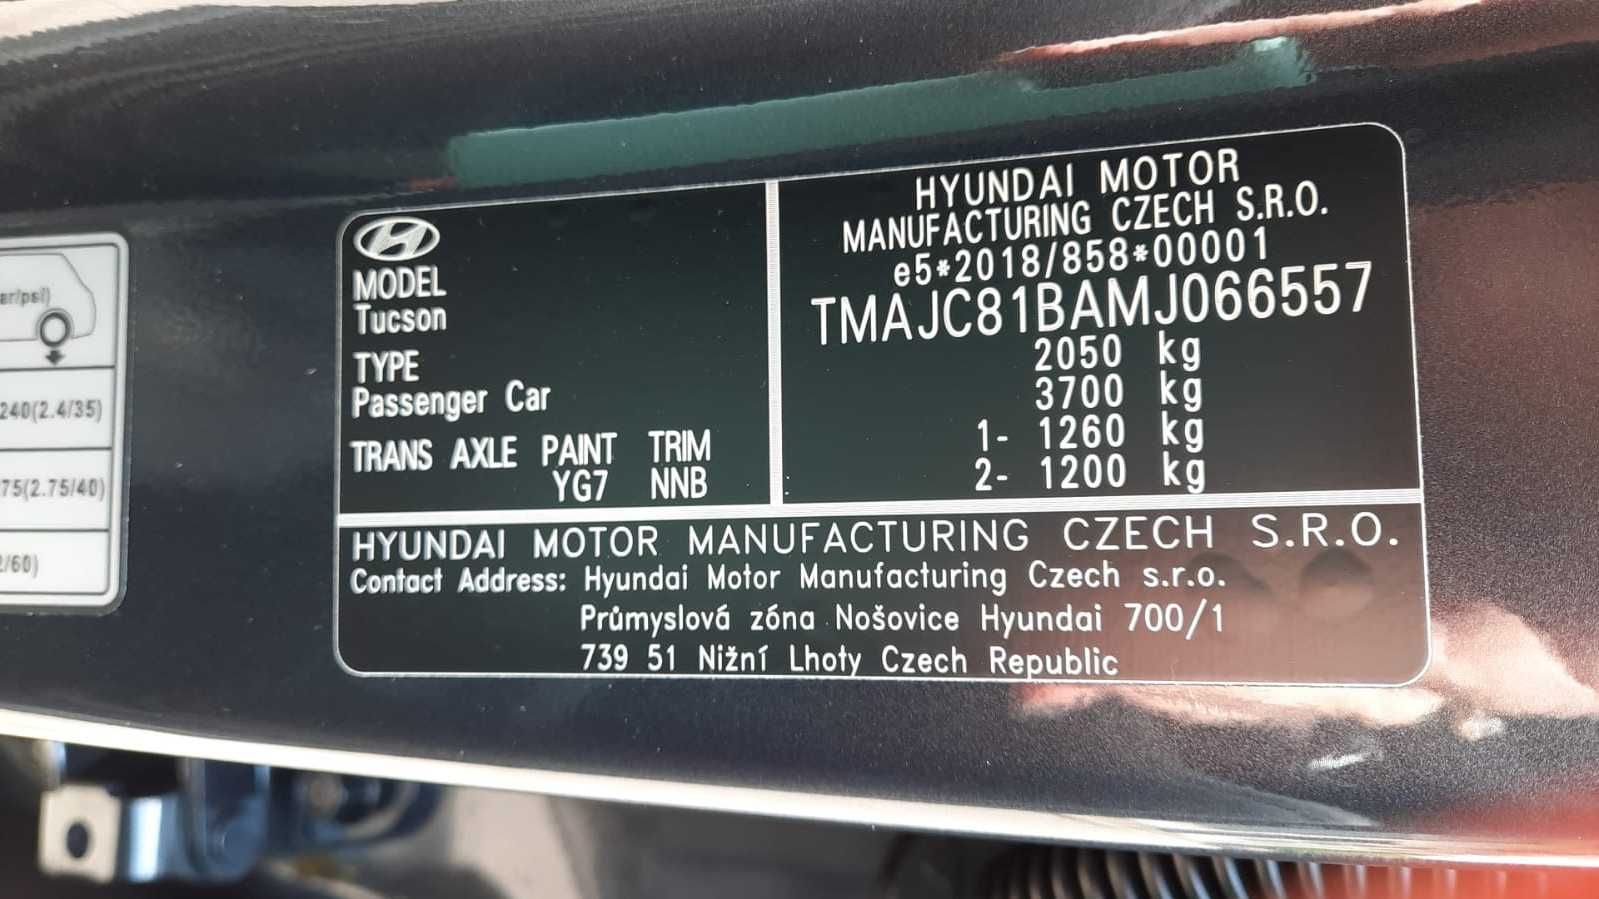 ar/psi)
240(2.4/35)
75(2.75/40)
/60)
MODEL
Tucson
TYPE
Passenger Car
TRANS AXLE PAINT TRIM
YG7 NNB
HYUNDAI MOTOR
MANUFACTURING CZECH S.R.O.
e5*2018/858*00001
TMAJC81BAMJ066557
2050 kg
3700 kg
1- 1260 kg
2- 1200 kg
HYUNDAI MOTOR MANUFACTURING CZECH S.R.O.
Contact Address: Hyundai Motor Manufacturing Czech s.r.o.
Průmyslová zóna Nošovice Hyundai 700/1
739 51 Nižní Lhoty Czech Republic